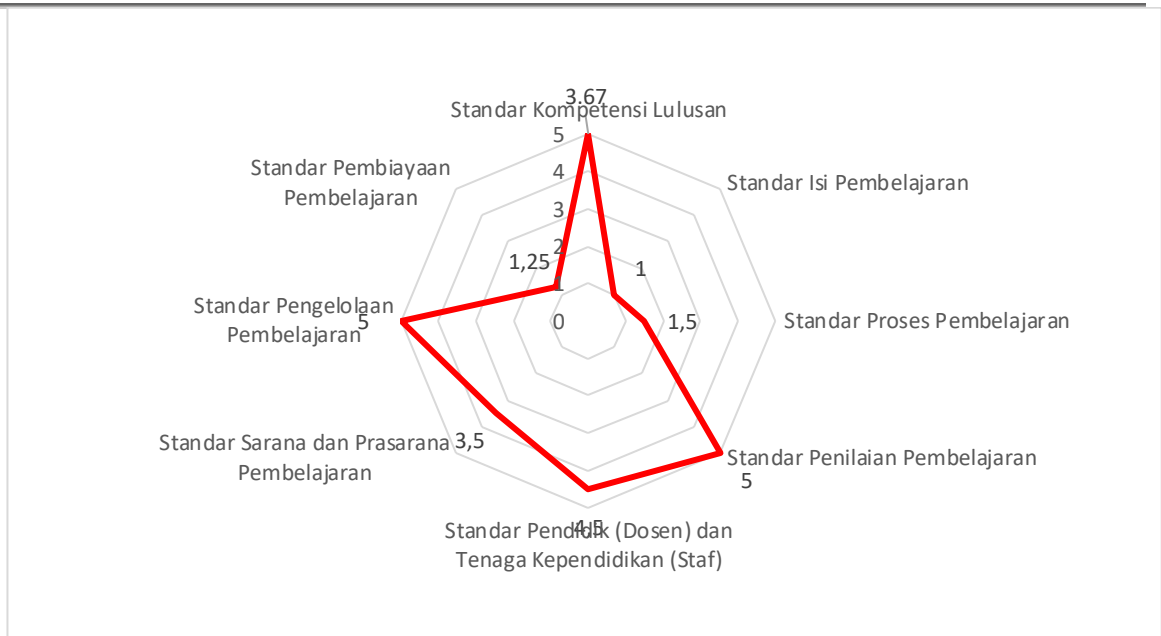 3.67
Standar Kompetensi Lulusan
5
4
3
2
1
0
Standar Isi Pembelajaran
1
Standar Proses Pembelajaran
1,5
Standar Penilaian Pembelajaran
5
4,5
Standar Pendidik (Dosen) dan
Tenaga Kependidikan (Staf)
Standar Sarana dan Prasarana
Pembelajaran
3,5
Standar Pengelolaan
Pembelajaran
5
Standar Pembiayaan
Pembelajaran
1,25